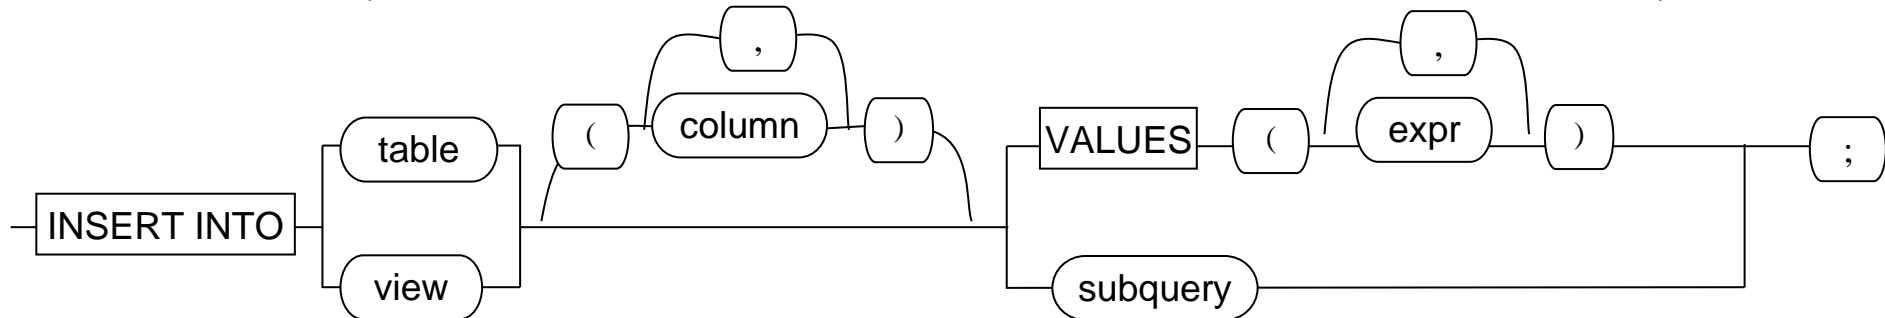 , ,
( column ) VALUES ( expr ) ;
table
INSERT INTO
view subquery